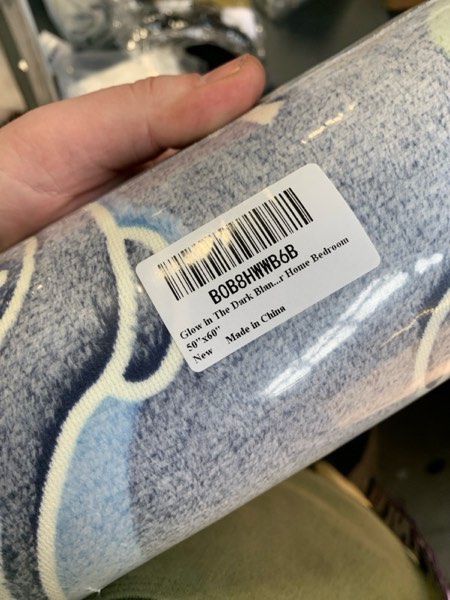 B0B8HWWB6B
Glow in The Dark Blan...r Home Bedroom
50"x60"
New Made in China